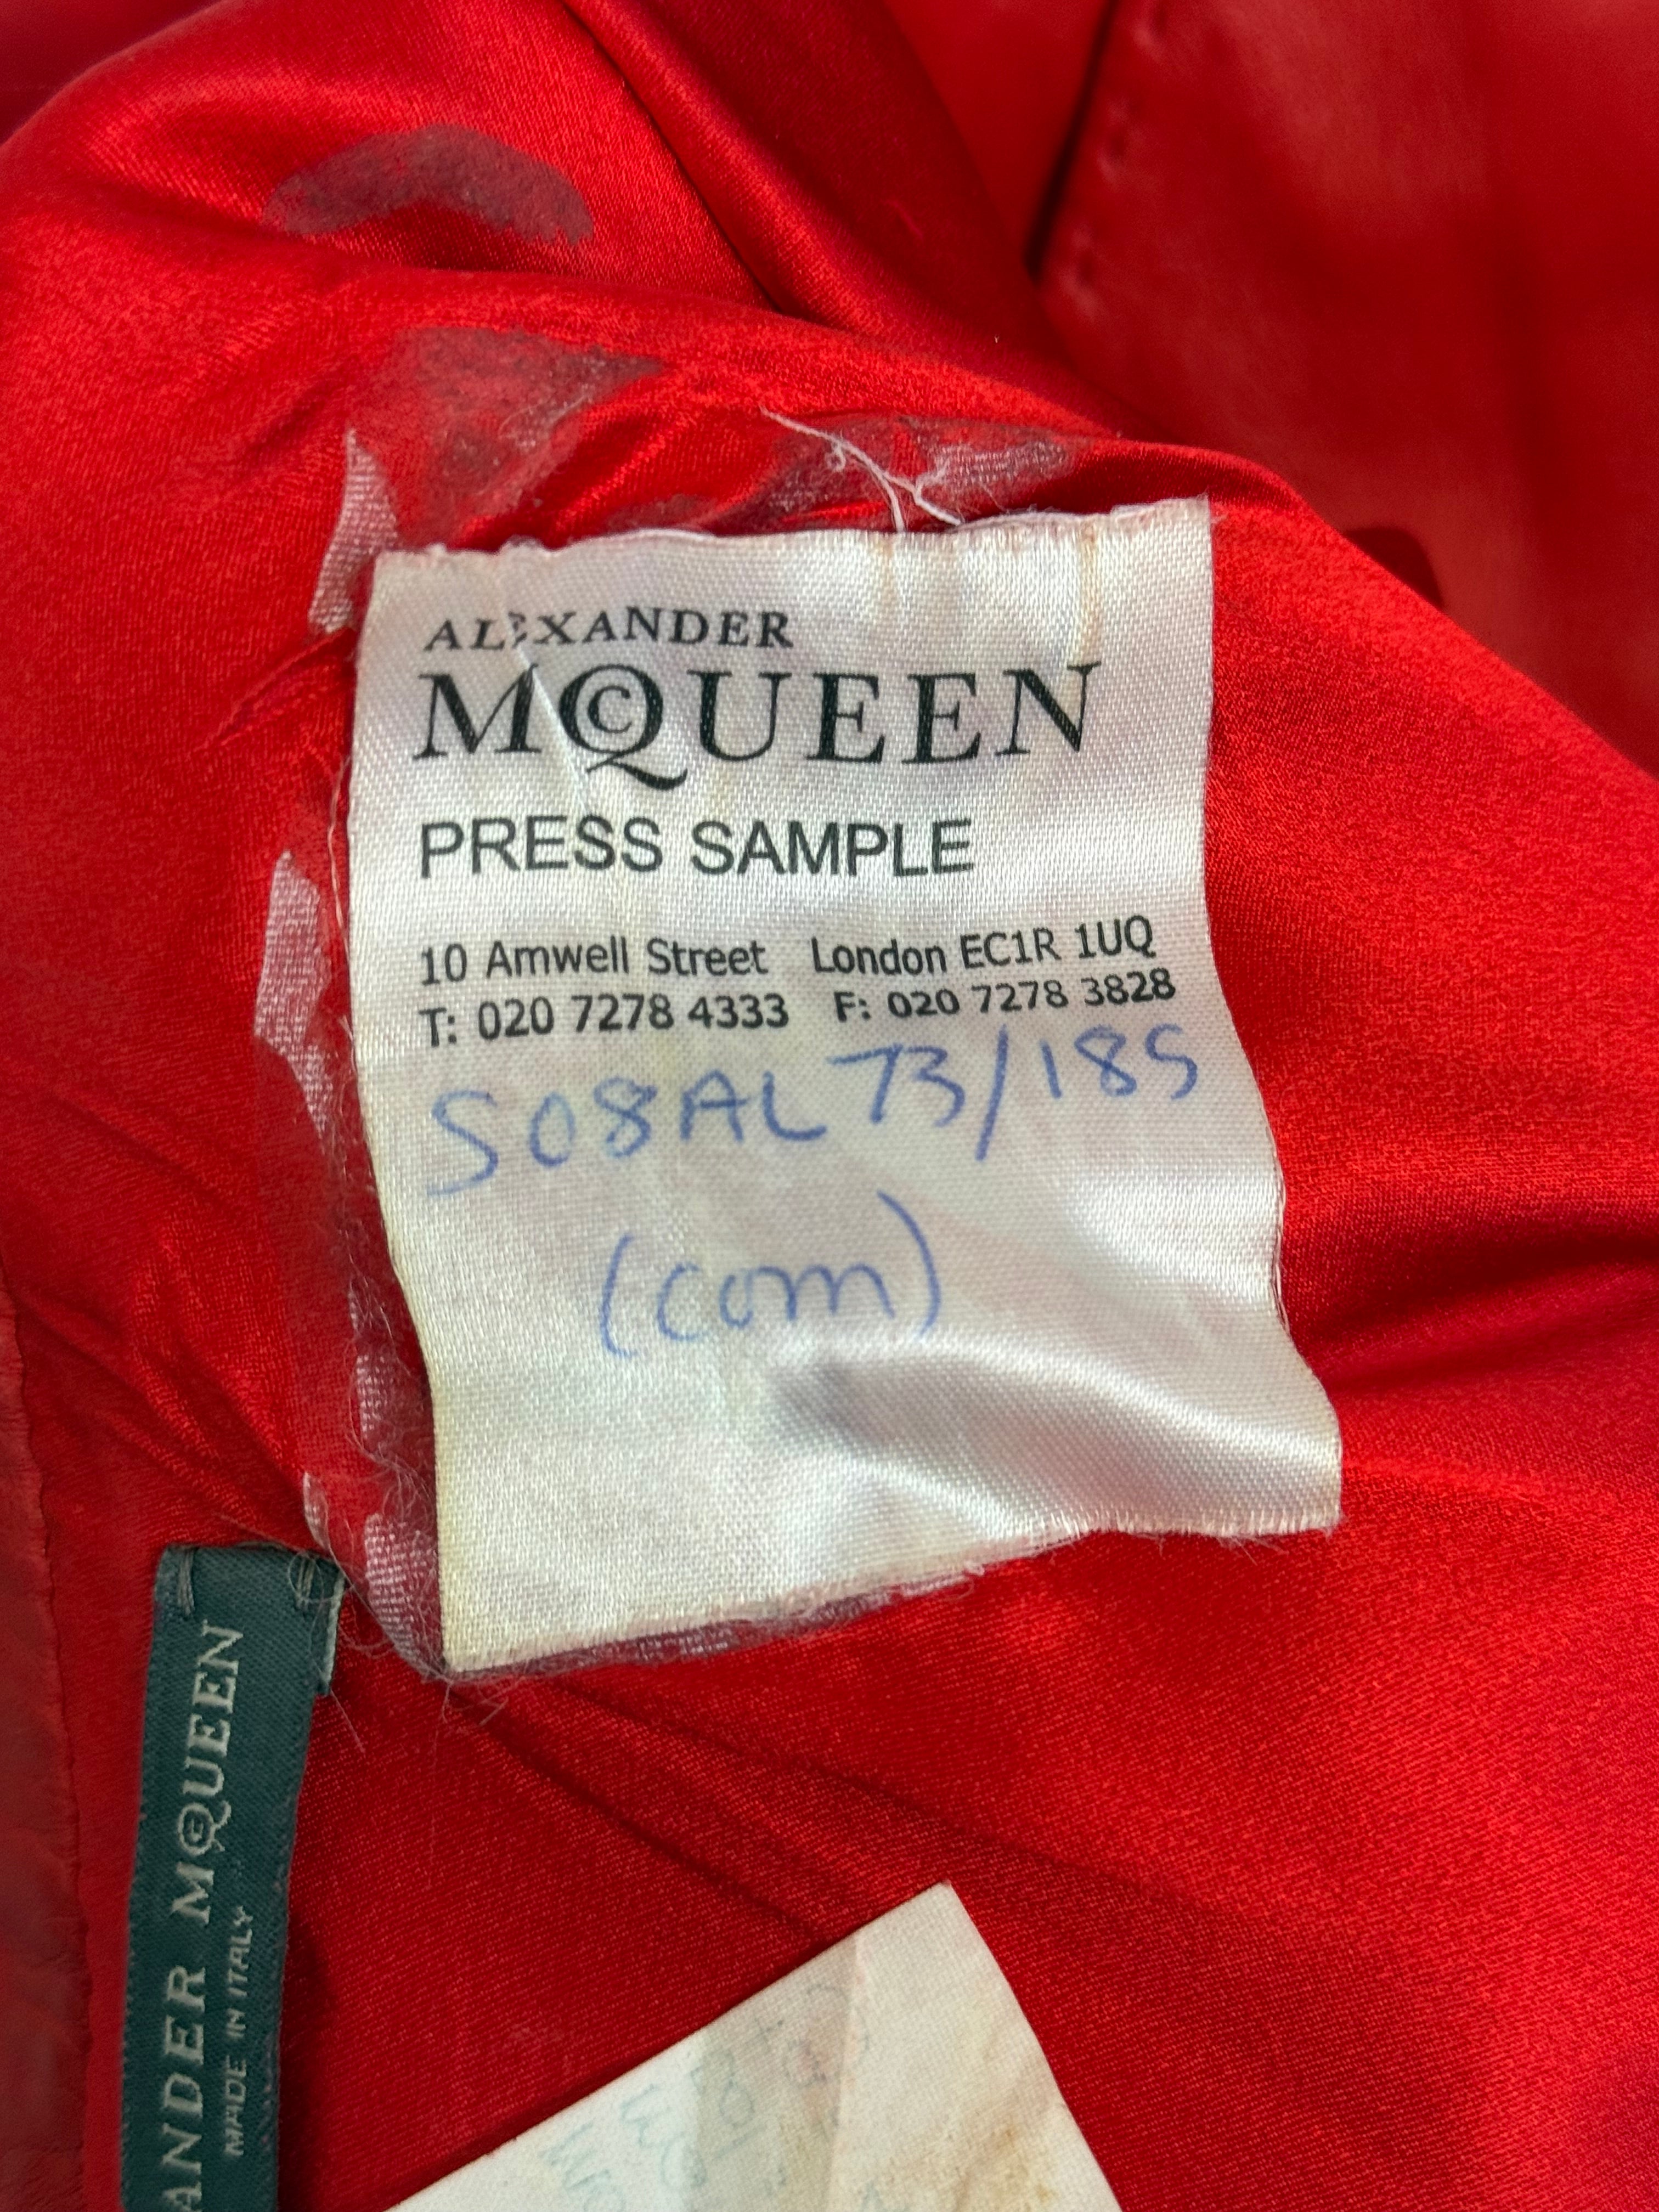 ALEXANDER
McQUEEN
PRESS SAMPLE
10 Amwell Street London EC1R 1UQ
T: 020 7278 4333 F: 020 7278 3828
S08AL73/185
(com)
ANDER McQUEEN
MADE IN ITALY